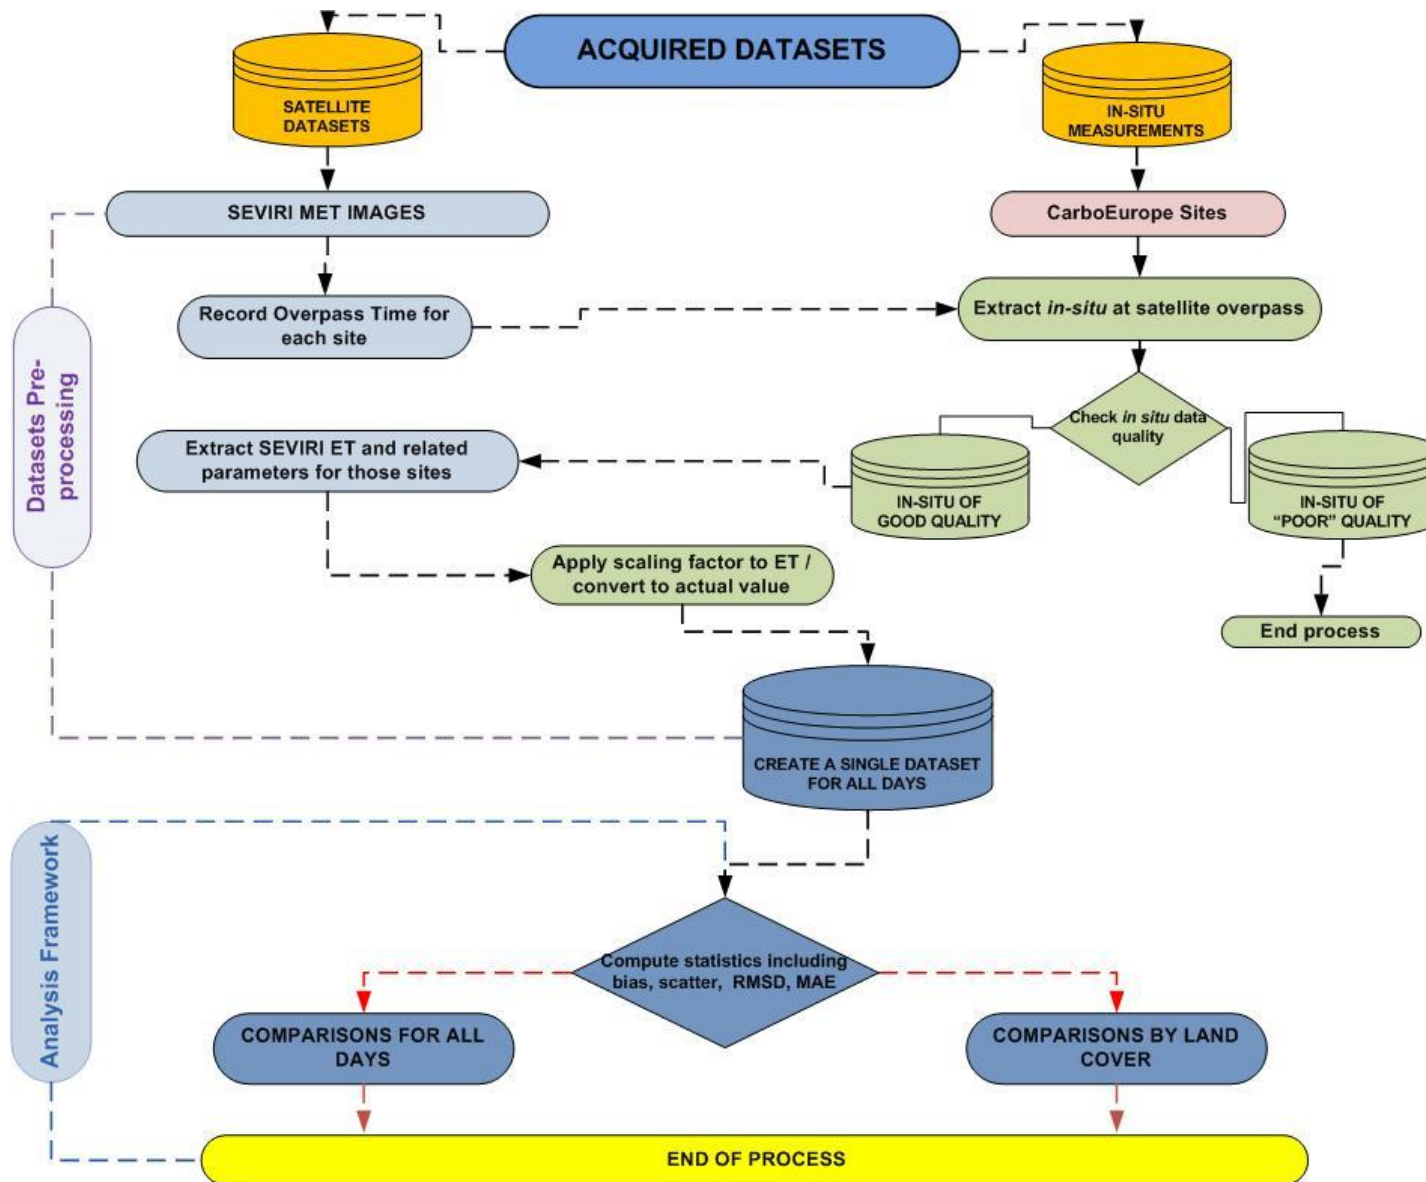 ACQUIRED DATASETS
SATELLITE
DATASETS
IN-SITU
MEASUREMENTS
SEVIRI MET IMAGES
CarboEurope Sites
Record Overpass Time for
each site
Extract in-situ at satellite overpass
Datasets Pre-
processing
Check in situ data
quality
Extract SEVIRI ET and related
parameters for those sites
IN-SITU OF
GOOD QUALITY
IN-SITU OF
“POOR” QUALITY
Apply scaling factor to ET /
convert to actual value
End process
CREATE A SINGLE DATASET
FOR ALL DAYS
Analysis Framework
Compute statistics including
bias, scatter, RMSD, MAE
COMPARISONS FOR ALL
DAYS
COMPARISONS BY LAND
COVER
END OF PROCESS